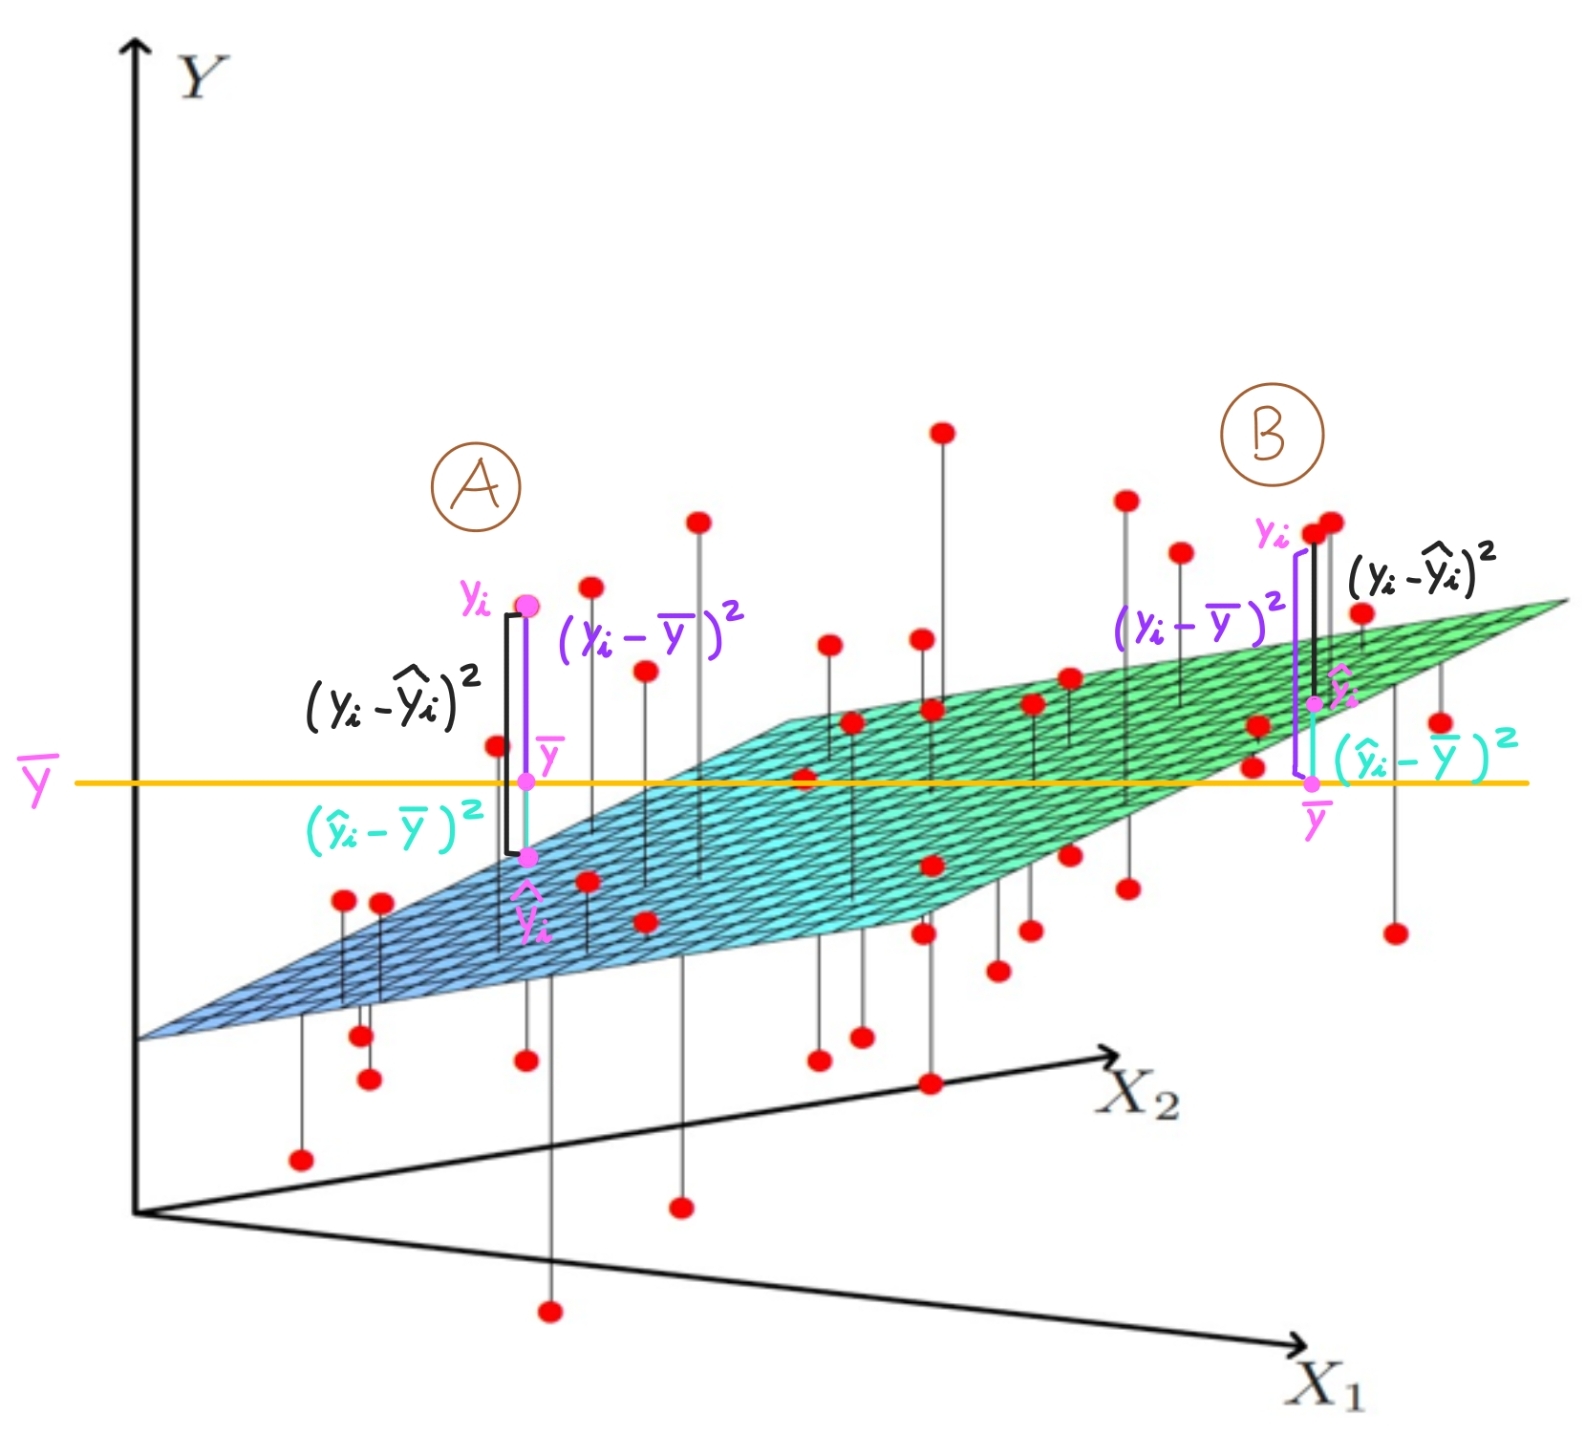 Y
A
B
yᵢ
(yᵢ - y̅)²
(yᵢ - ŷᵢ)²
y̅
y̅
(ŷᵢ - y̅)²
ŷᵢ
yᵢ
(yᵢ - ŷᵢ)²
(yᵢ - y̅)²
ŷᵢ
(ŷᵢ - y̅)²
y̅
X₂
X₁